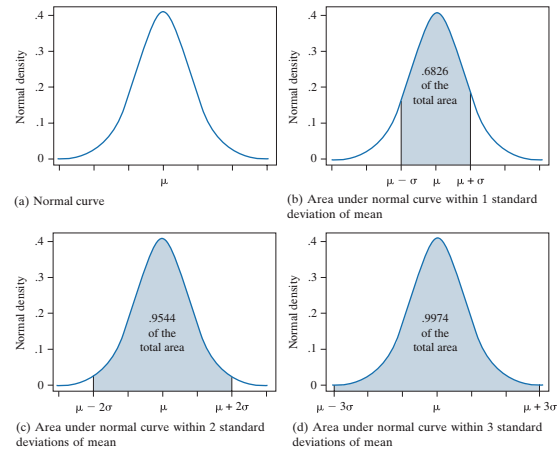 .4
.3
.2
.1
0
Normal density
μ
(a) Normal curve
.4
.3
.2
.1
0
Normal density
.6826
of the
total area
μ − σ μ μ + σ
(b) Area under normal curve within 1 standard
deviation of mean
.4
.3
.2
.1
0
Normal density
.9544
of the
total area
μ − 2σ μ μ + 2σ
(c) Area under normal curve within 2 standard
deviations of mean
.4
.3
.2
.1
0
Normal density
.9974
of the
total area
μ − 3σ μ μ + 3σ
(d) Area under normal curve within 3 standard
deviations of mean